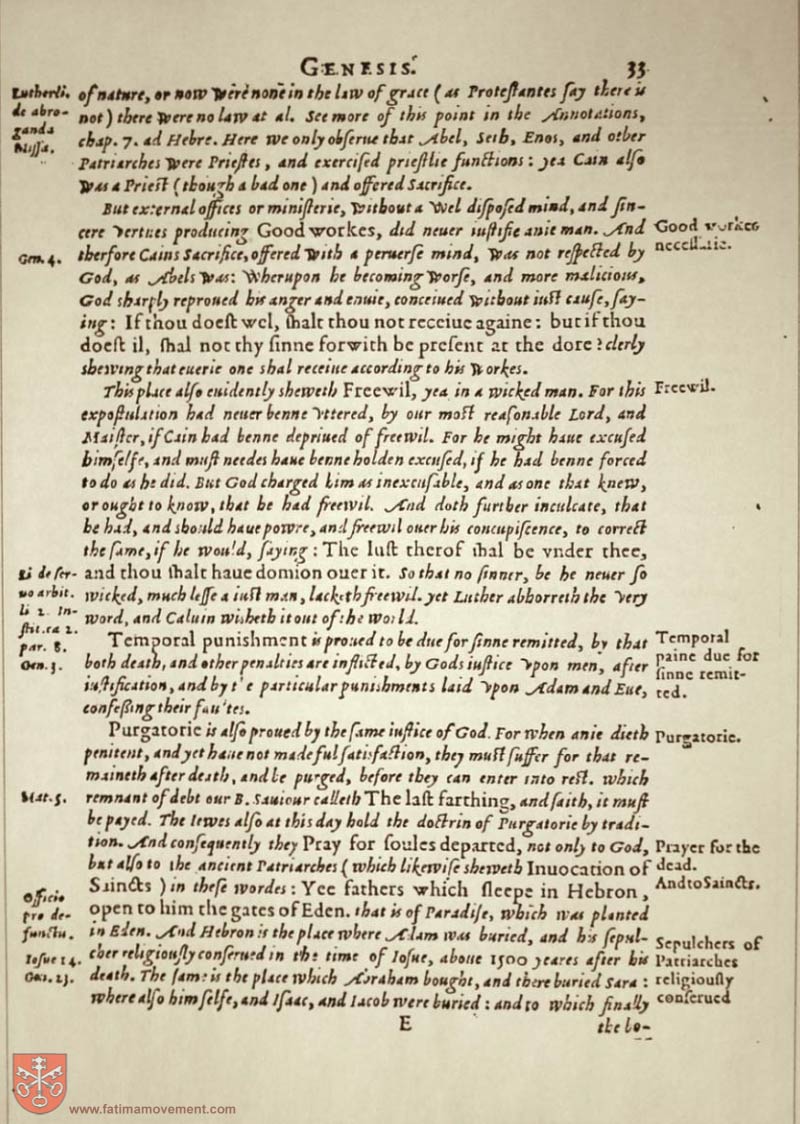 GENESIS.
33
Lutherli.
de abro-
ganda
Missa.
of nature, or now were none in the law of grace (as Protestantes say there is
not) there were no law at al. See more of this point in the Annotations,
chap. 7. ad Hebre. Here we only obserue that Abel, Seth, Enos, and other
Patriarches were Priestes, and exercised priestlie functions: yea Cain also
was a Priest (though a bad one) and offered Sacrifice.
But external offices or ministerie, without a wel disposed mind, and sin-
cere vertues producing Good workes, did neuer iustifie anie man. And
Good workes
necessarie.
Gen. 4.
therfore Cains Sacrifice, offered with a peruerse mind, was not respected by
God, as Abels was: wherupon he becoming worse, and more malicious,
God sharply reproued his anger and enuie, conceiued without iust cause, say-
ing: If thou doest wel, shalt thou not receiue againe: but if thou
doest il, shal not thy sinne forwith be present at the dore? clerly
shewing that euerie one shal receiue according to his workes.
This place also euidently sheweth Freewil, yea in a wicked man. For this
Freewil.
expostulation had neuer benne vttered, by our most reasonable Lord, and
Maister, if Cain had benne depriued of freewil. For he might haue excused
himselfe, and must needes haue benne holden excused, if he had benne forced
to do as he did. But God charged him as inexcusable, and as one that knew,
or ought to know, that he had freewil. And doth further inculcate, that
he had, and should haue powre, and freewil ouer his concupiscence, to correct
the same, if he would, saying: The lust therof shal be vnder thee,
and thou shalt haue domion ouer it. So that no sinner, be he neuer so
wicked, much lesse a iust man, lacketh freewil. yet Luther abhorreth the very
word, and Caluin wisheth it out of the world.
Li de ser-
uo arbit.
li 2. In-
stit. ca 2.
par. 8.
Gen. 3.
Temporal punishment is proued to be due for sinne remitted, by that
both death, and other penalties are inflicted, by Gods iustice vpon men, after
iustification, and by the particular punishments laid vpon Adam and Eue,
confessing their faultes.
Temporal
paine due for
sinne remit-
ted.
Purgatorie is also proued by the same iustice of God. For when anie dieth
Purgatorie.
penitent, and yet haue not made ful satisfaction, they must suffer for that re-
maineth after death, and be purged, before they can enter into rest. which
Mat. 5.
remnant of debt our B. Sauiour calleth The last farthing, and saith, it must
be payed. The Iewes also at this day hold the doctrin of Purgatorie by tradi-
tion. And consequently they Pray for soules departed, not only to God,
but also to the ancient Patriarches (which likewise sheweth Inuocation of
Saincts) in these wordes: Yee fathers which sleepe in Hebron,
Prayer for the
dead.
And to Saincts.
Officio
pro de-
functu.
open to him the gates of Eden. that is of Paradise, which was planted
in Eden. And Hebron is the place where Adam was buried, and his sepul-
cher religiously conserued in the time of Iosue, aboue 1500 yeares after his
death. The same is the place which Abraham bought, and there buried Sara:
where also himselfe, and Isaac, and Iacob were buried: and to which finally
Iosue 14.
Gen. 23.
Sepulchers of
Patriarches
religiously
conserued
E
the bo-
www.fatimamovement.com